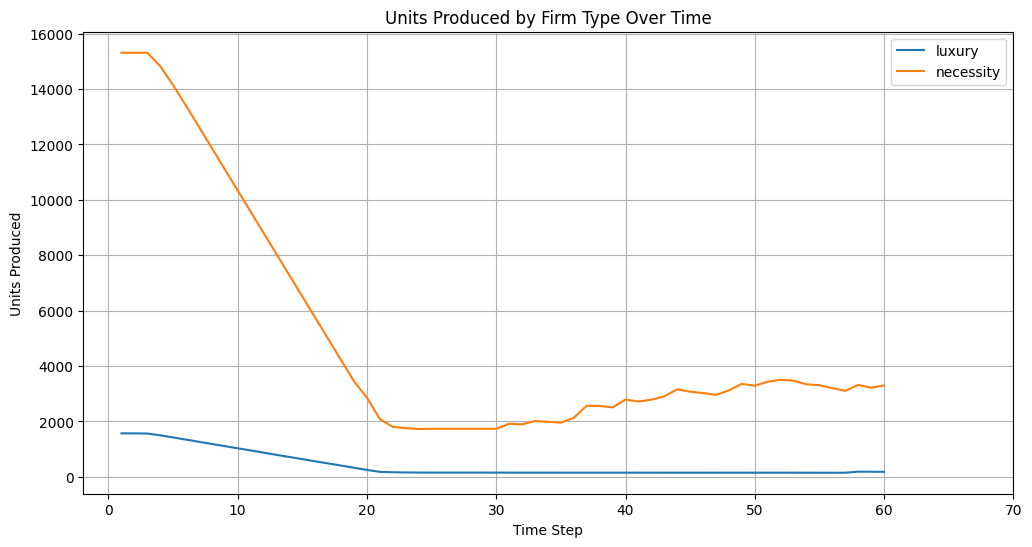 Units Produced by Firm Type Over Time
luxury
necessity
Units Produced
16000
14000
12000
10000
8000
6000
4000
2000
0
0 10 20 30 40 50 60 70
Time Step